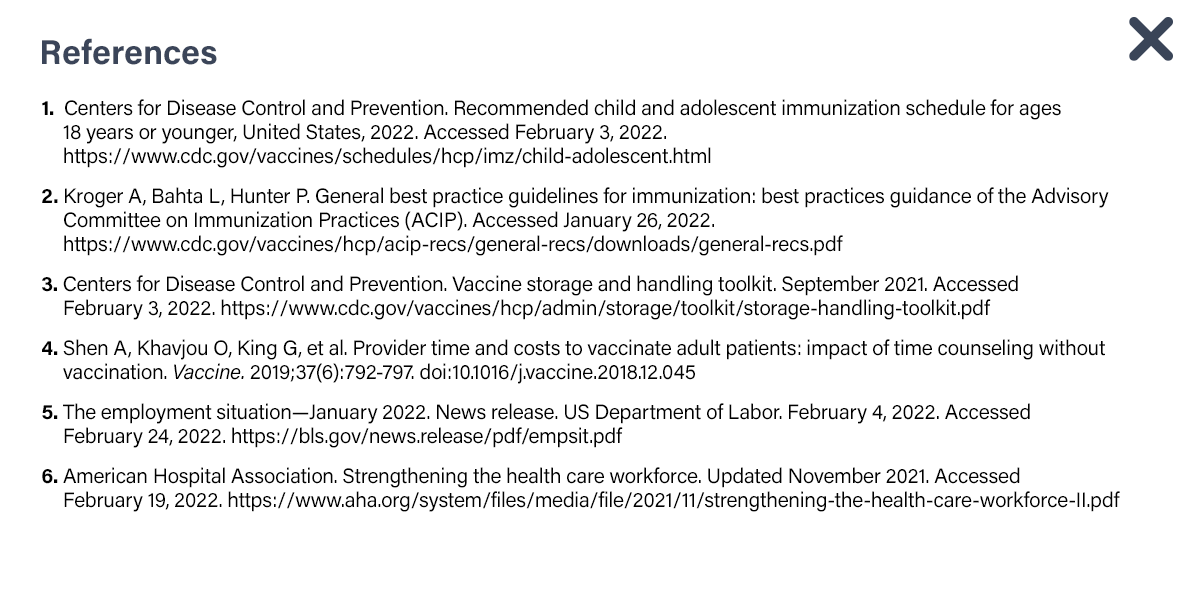 References
1. Centers for Disease Control and Prevention. Recommended child and adolescent immunization schedule for ages
18 years or younger, United States, 2022. Accessed February 3, 2022.
https://www.cdc.gov/vaccines/schedules/hcp/imz/child-adolescent.html
2. Kroger A, Bahta L, Hunter P. General best practice guidelines for immunization: best practices guidance of the Advisory
Committee on Immunization Practices (ACIP). Accessed January 26, 2022.
https://www.cdc.gov/vaccines/hcp/acip-recs/general-recs/downloads/general-recs.pdf
3. Centers for Disease Control and Prevention. Vaccine storage and handling toolkit. September 2021. Accessed
February 3, 2022. https://www.cdc.gov/vaccines/hcp/admin/storage/toolkit/storage-handling-toolkit.pdf
4. Shen A, Khavjou O, King G, et al. Provider time and costs to vaccinate adult patients: impact of time counseling without
vaccination. Vaccine. 2019;37(6):792-797. doi:10.1016/j.vaccine.2018.12.045
5. The employment situation—January 2022. News release. US Department of Labor. February 4, 2022. Accessed
February 24, 2022. https://bls.gov/news.release/pdf/empsit.pdf
6. American Hospital Association. Strengthening the health care workforce. Updated November 2021. Accessed
February 19, 2022. https://www.aha.org/system/files/media/file/2021/11/strengthening-the-health-care-workforce-II.pdf